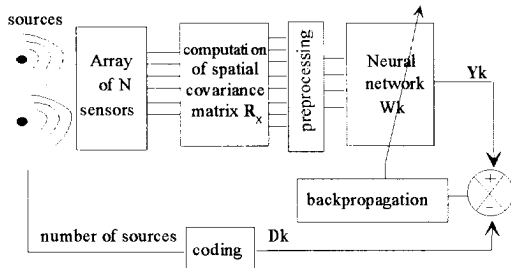 sources
Array
of N
sensors
computation
of spatial
covariance
matrix Rx
preprocessing
Neural
network
Wk
Yk
+
−
backpropagation
number of sources
coding
Dk